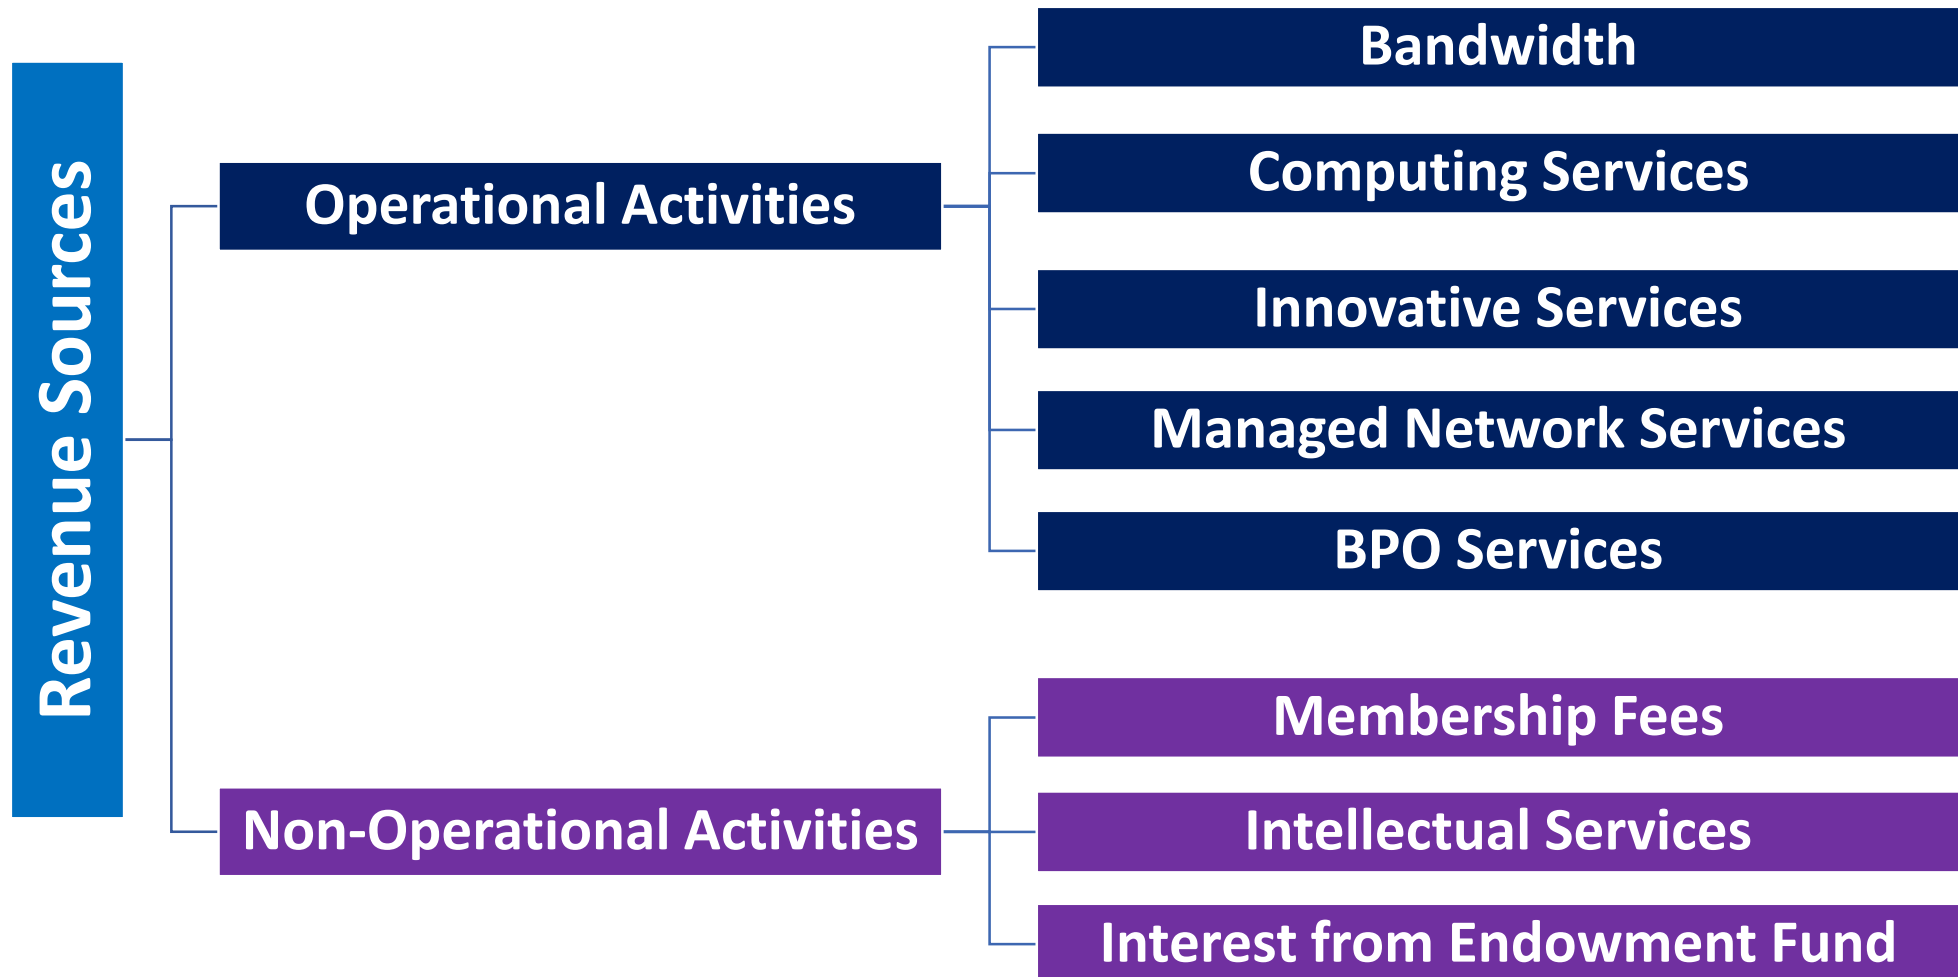 Revenue Sources
Operational Activities
Bandwidth
Computing Services
Innovative Services
Managed Network Services
BPO Services
Non-Operational Activities
Membership Fees
Intellectual Services
Interest from Endowment Fund